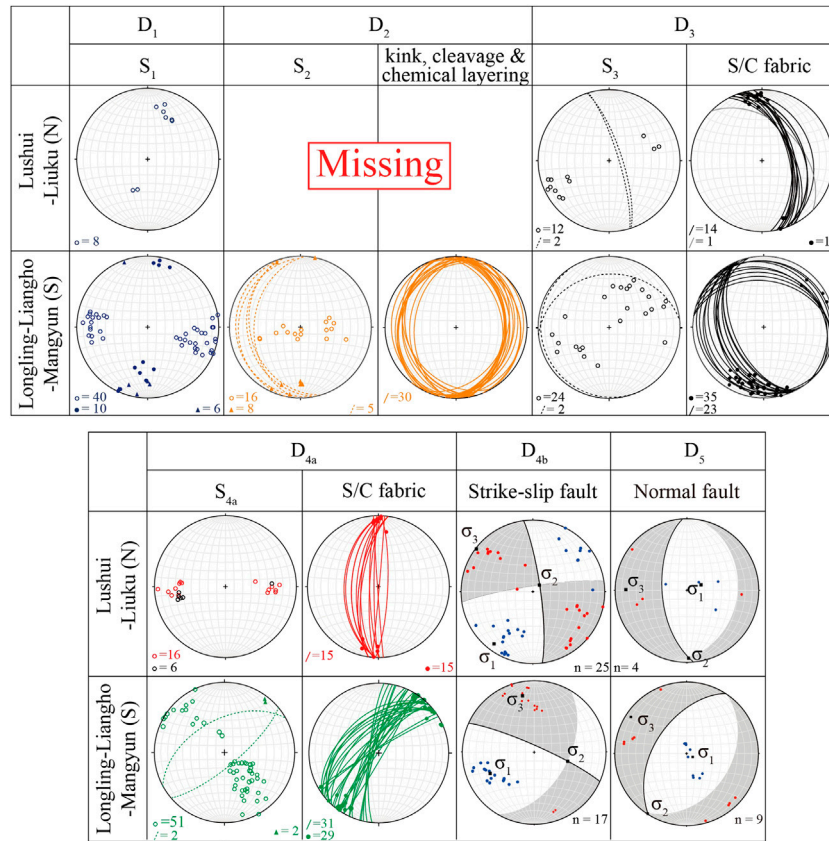 D1 D2 D3
S1 S2 kink, cleavage & chemical layering S3 S/C fabric
Lushui -Liuku (N)
Missing
= 8
=12
= 2
=14
= 1
Longling-Liangho -Mangyun (S)
=40
=10
= 6
=16
= 8
= 5
=30
=24
= 2
=35
=23
D4a D4b D5
S4a S/C fabric Strike-slip fault Normal fault
Lushui -Liuku (N)
=16
= 6
=15
=15
σ3
σ2
σ1
n = 25
σ3
σ1
σ2
n= 4
Longling-Liangho -Mangyun (S)
=51
= 2
= 2
=31
=29
σ3
σ2
σ1
n = 17
σ3
σ1
σ2
n = 9